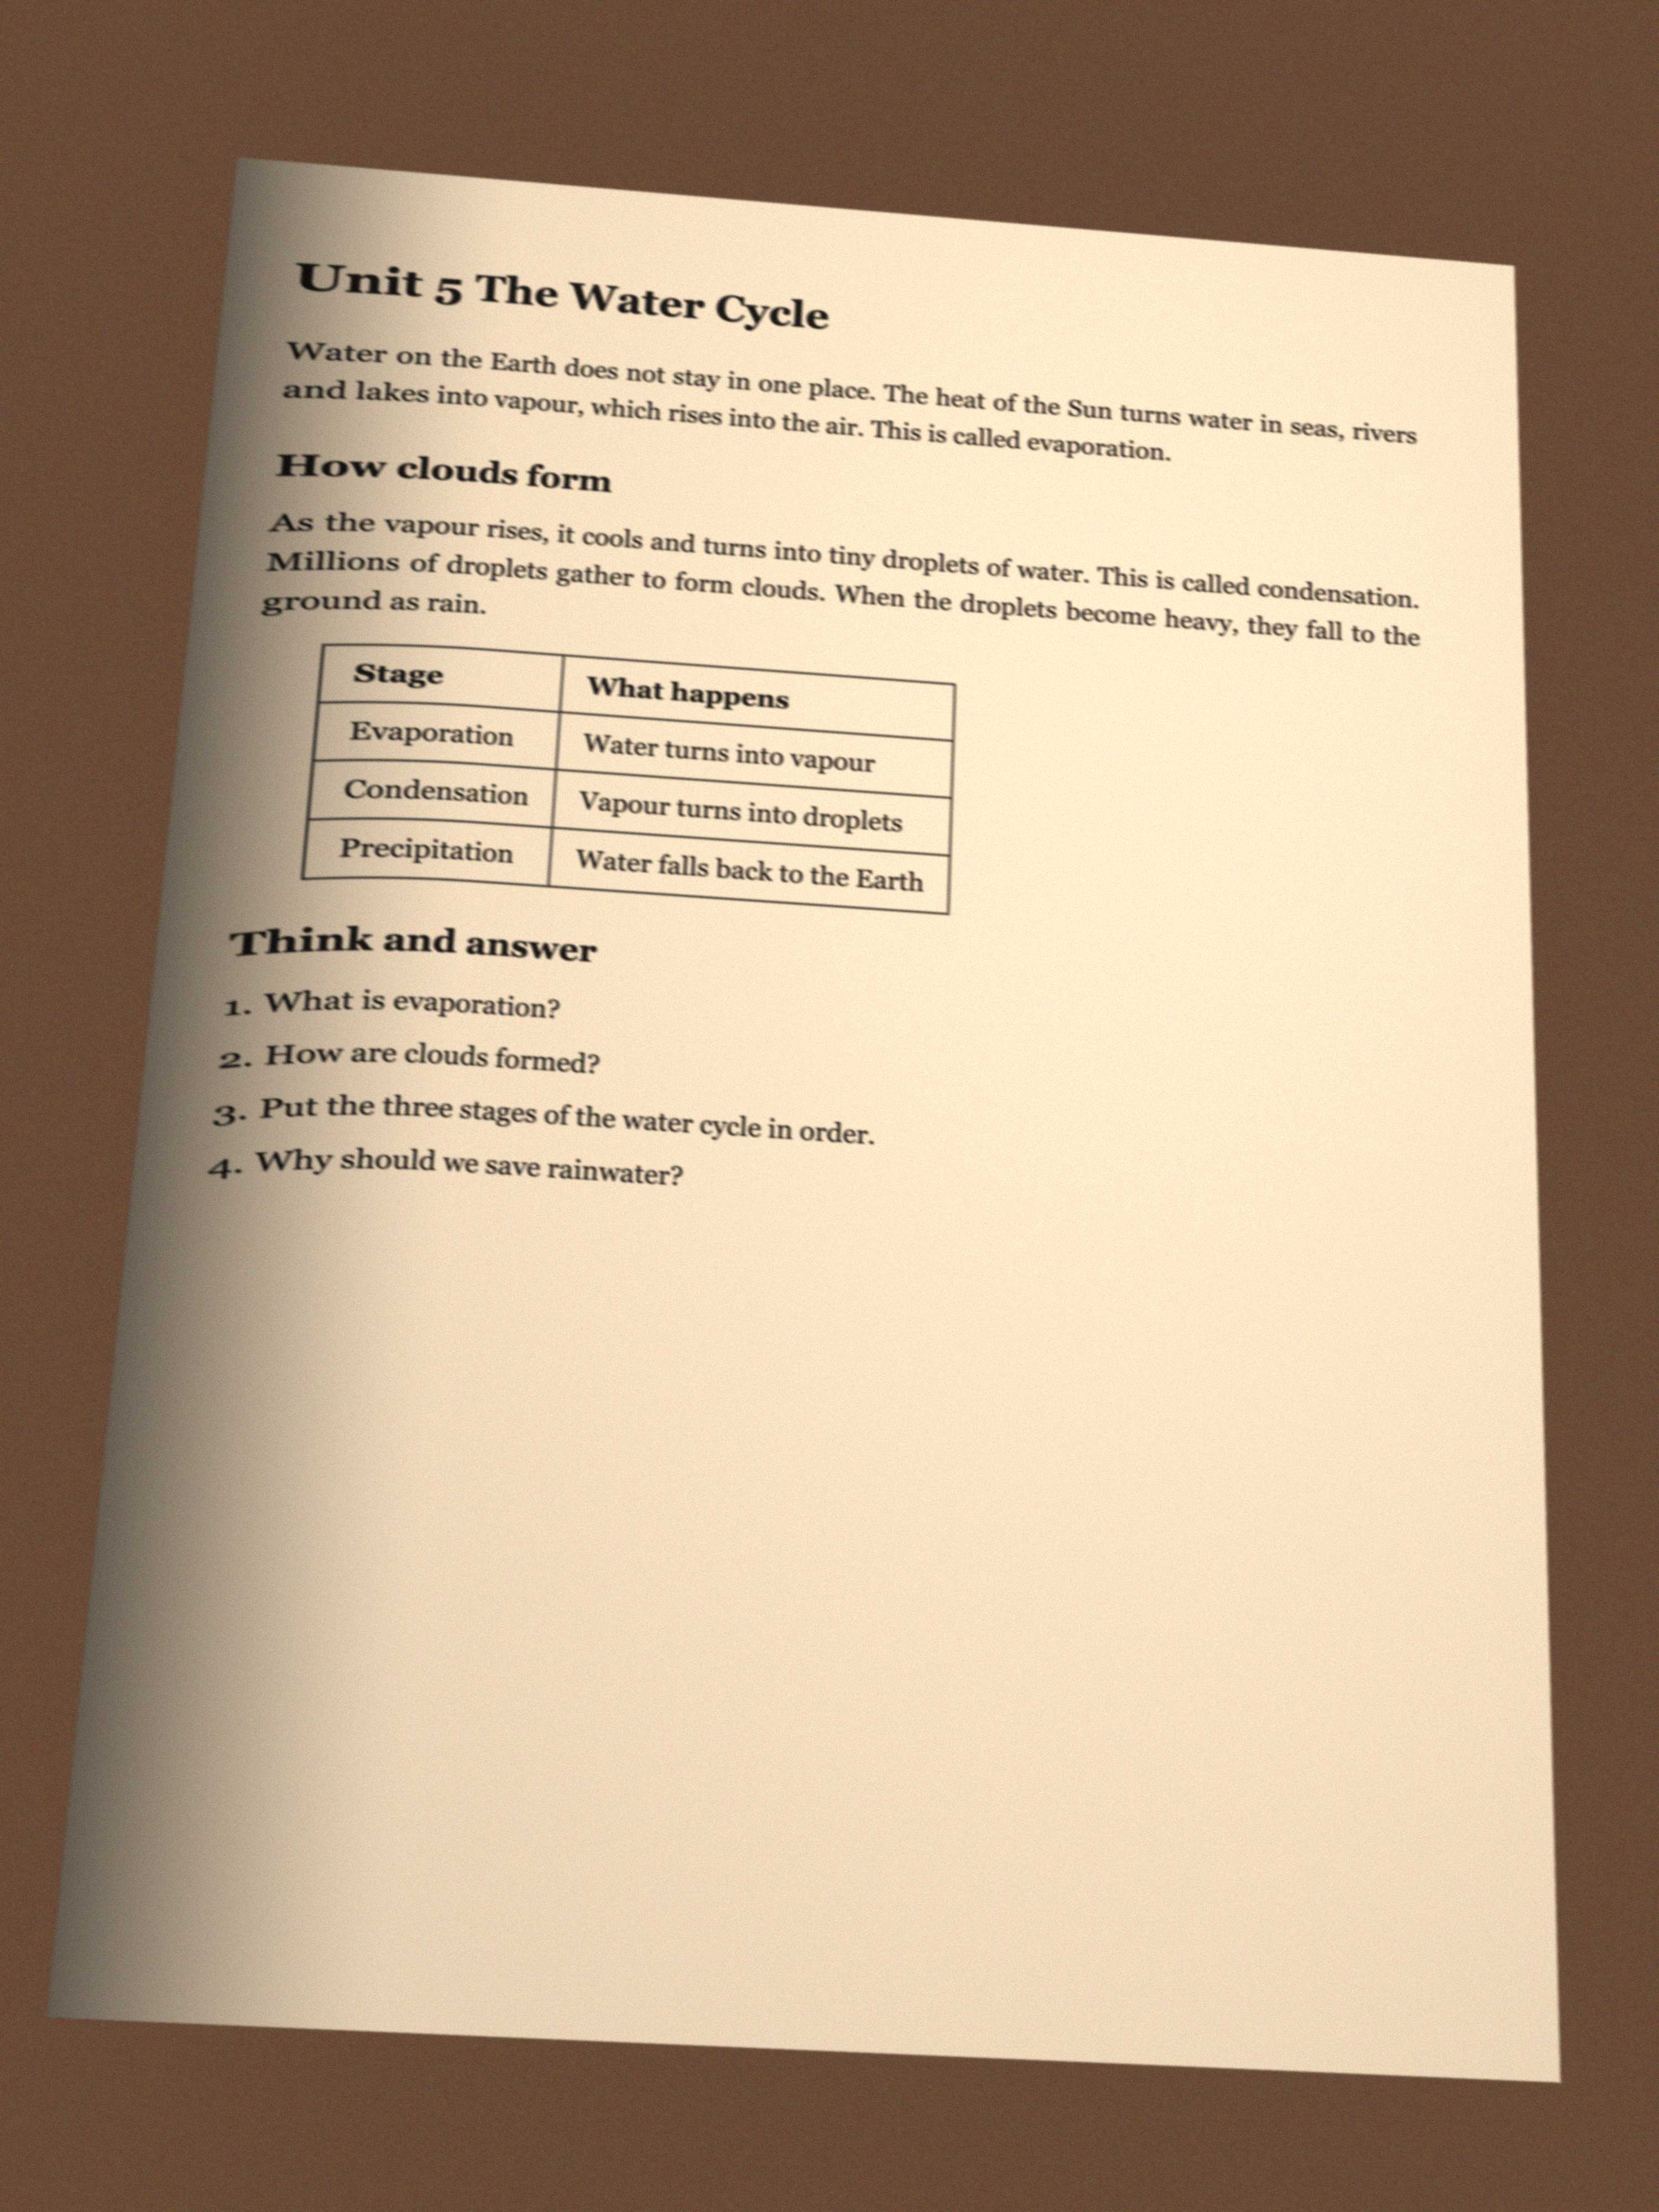 Unit 5 The Water Cycle
Water on the Earth does not stay in one place. The heat of the Sun turns water in seas, rivers
and lakes into vapour, which rises into the air. This is called evaporation.
How clouds form
As the vapour rises, it cools and turns into tiny droplets of water. This is called condensation.
Millions of droplets gather to form clouds. When the droplets become heavy, they fall to the
ground as rain.
Stage What happens
Evaporation Water turns into vapour
Condensation Vapour turns into droplets
Precipitation Water falls back to the Earth
Think and answer
1. What is evaporation?
2. How are clouds formed?
3. Put the three stages of the water cycle in order.
4. Why should we save rainwater?